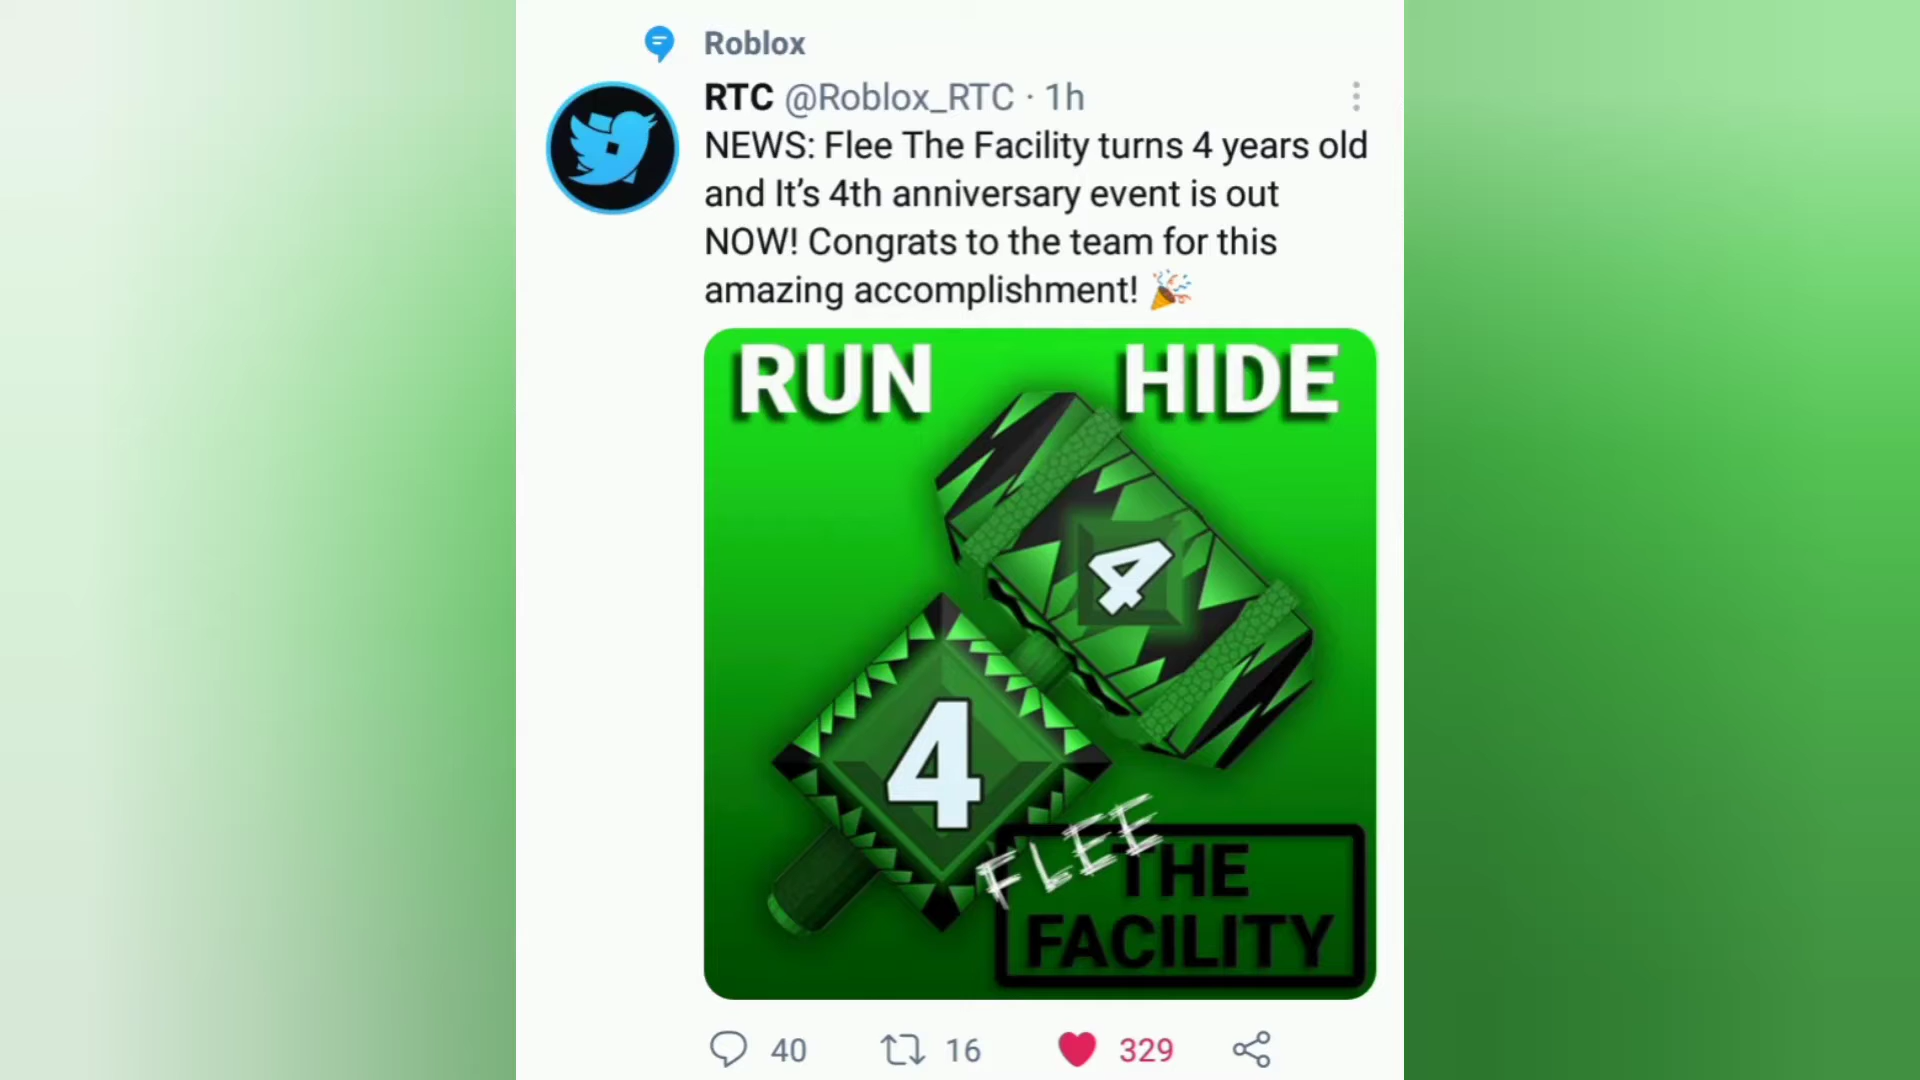 Roblox
RTC @Roblox_RTC · 1h
NEWS: Flee The Facility turns 4 years old
and It's 4th anniversary event is out
NOW! Congrats to the team for this
amazing accomplishment! 🎉
RUN HIDE
4
4
FLEE
THE
FACILITY
40 16 329